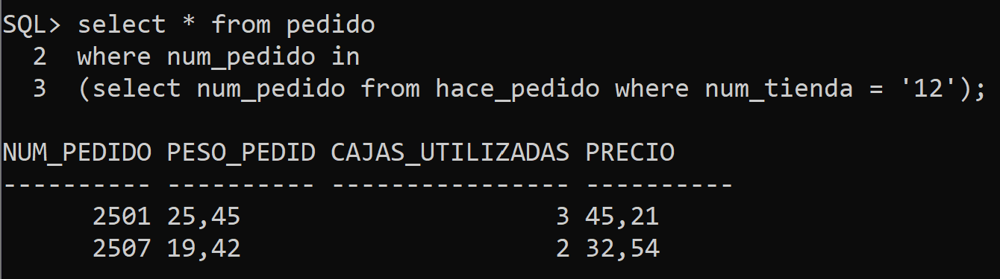 SQL> select * from pedido
  2  where num_pedido in
  3  (select num_pedido from hace_pedido where num_tienda = '12');
NUM_PEDIDO PESO_PEDID CAJAS_UTILIZADAS PRECIO
---------- ---------- ---------------- ----------
      2501 25,45                     3 45,21
      2507 19,42                     2 32,54